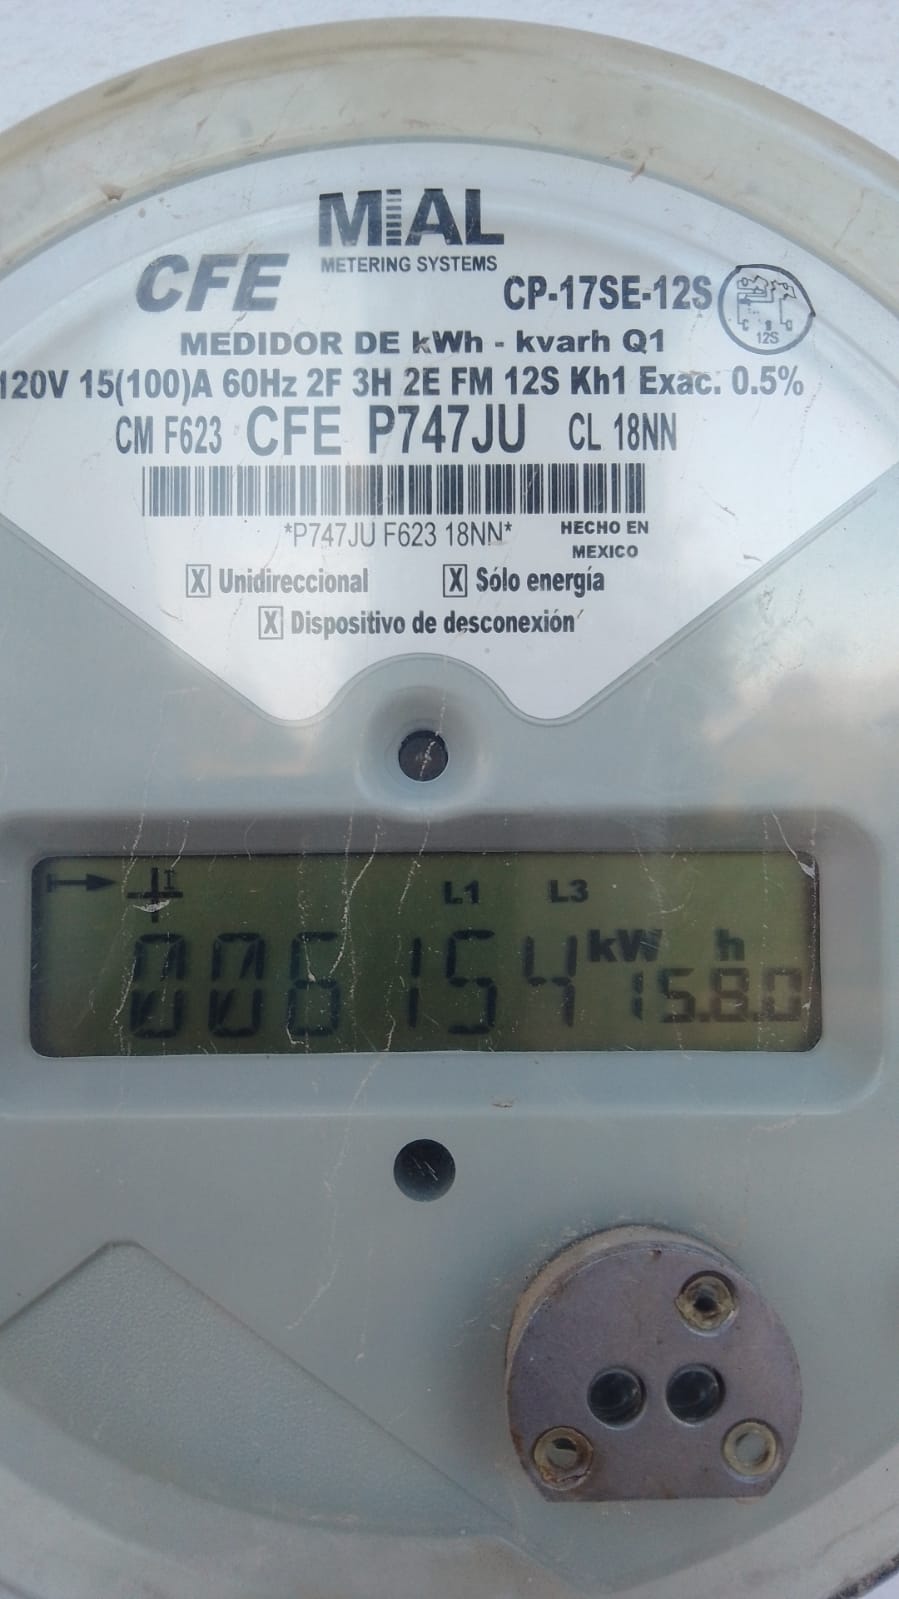 MIAL
METERING SYSTEMS
CFE
CP-17SE-12S
12S
MEDIDOR DE kWh - kvarh Q1
120V 15(100)A 60Hz 2F 3H 2E FM 12S Kh1 Exac. 0.5%
CM F623 CFE P747JU CL 18NN
*P747JU F623 18NN*
HECHO EN
MEXICO
X Unidireccional X Sólo energía
X Dispositivo de desconexión
I L1 L3
006154 kW h
15.8.0